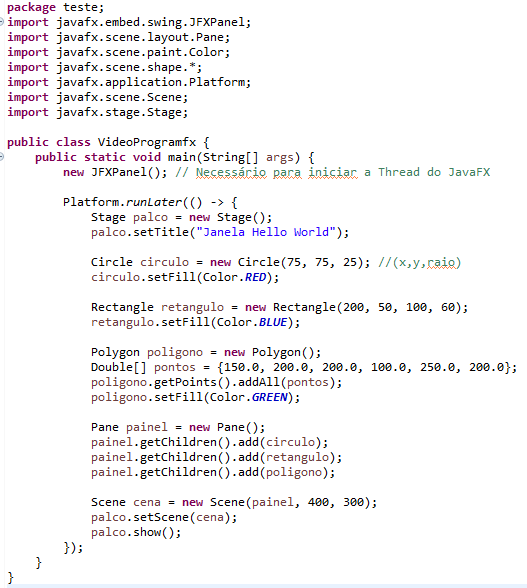 package teste;
import javafx.embed.swing.JFXPanel;
import javafx.scene.layout.Pane;
import javafx.scene.paint.Color;
import javafx.scene.shape.*;
import javafx.application.Platform;
import javafx.scene.Scene;
import javafx.stage.Stage;

public class VideoProgramfx {
    public static void main(String[] args) {
        new JFXPanel(); // Necessário para iniciar a Thread do JavaFX

        Platform.runLater(() -> {
            Stage palco = new Stage();
            palco.setTitle("Janela Hello World");

            Circle circulo = new Circle(75, 75, 25); //(x,y,raio)
            circulo.setFill(Color.RED);

            Rectangle retangulo = new Rectangle(200, 50, 100, 60);
            retangulo.setFill(Color.BLUE);

            Polygon poligono = new Polygon();
            Double[] pontos = {150.0, 200.0, 200.0, 100.0, 250.0, 200.0};
            poligono.getPoints().addAll(pontos);
            poligono.setFill(Color.GREEN);

            Pane painel = new Pane();
            painel.getChildren().add(circulo);
            painel.getChildren().add(retangulo);
            painel.getChildren().add(poligono);

            Scene cena = new Scene(painel, 400, 300);
            palco.setScene(cena);
            palco.show();
        });
    }
}